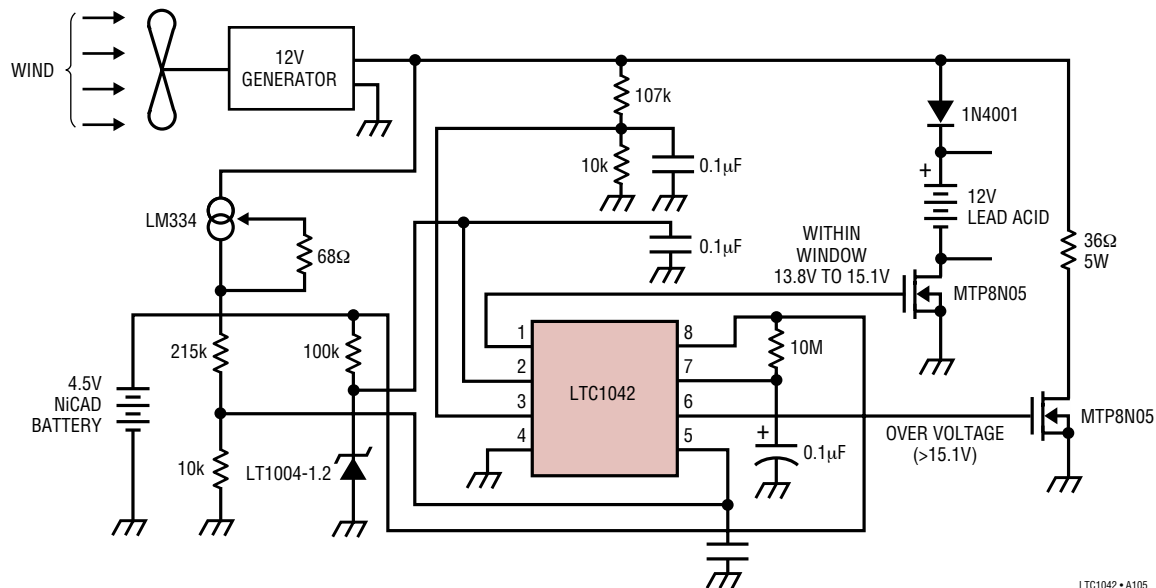 WIND
12V
GENERATOR
107k
10k
0.1µF
1N4001
+
12V
LEAD ACID
LM334
68Ω
0.1µF
WITHIN
WINDOW
13.8V TO 15.1V
36Ω
5W
MTP8N05
215k
100k
4.5V
NiCAD
BATTERY
10k
LT1004-1.2
1
2
3
4
LTC1042
8
7
6
5
10M
+
0.1µF
OVER VOLTAGE
(>15.1V)
MTP8N05
LTC1042 • A105